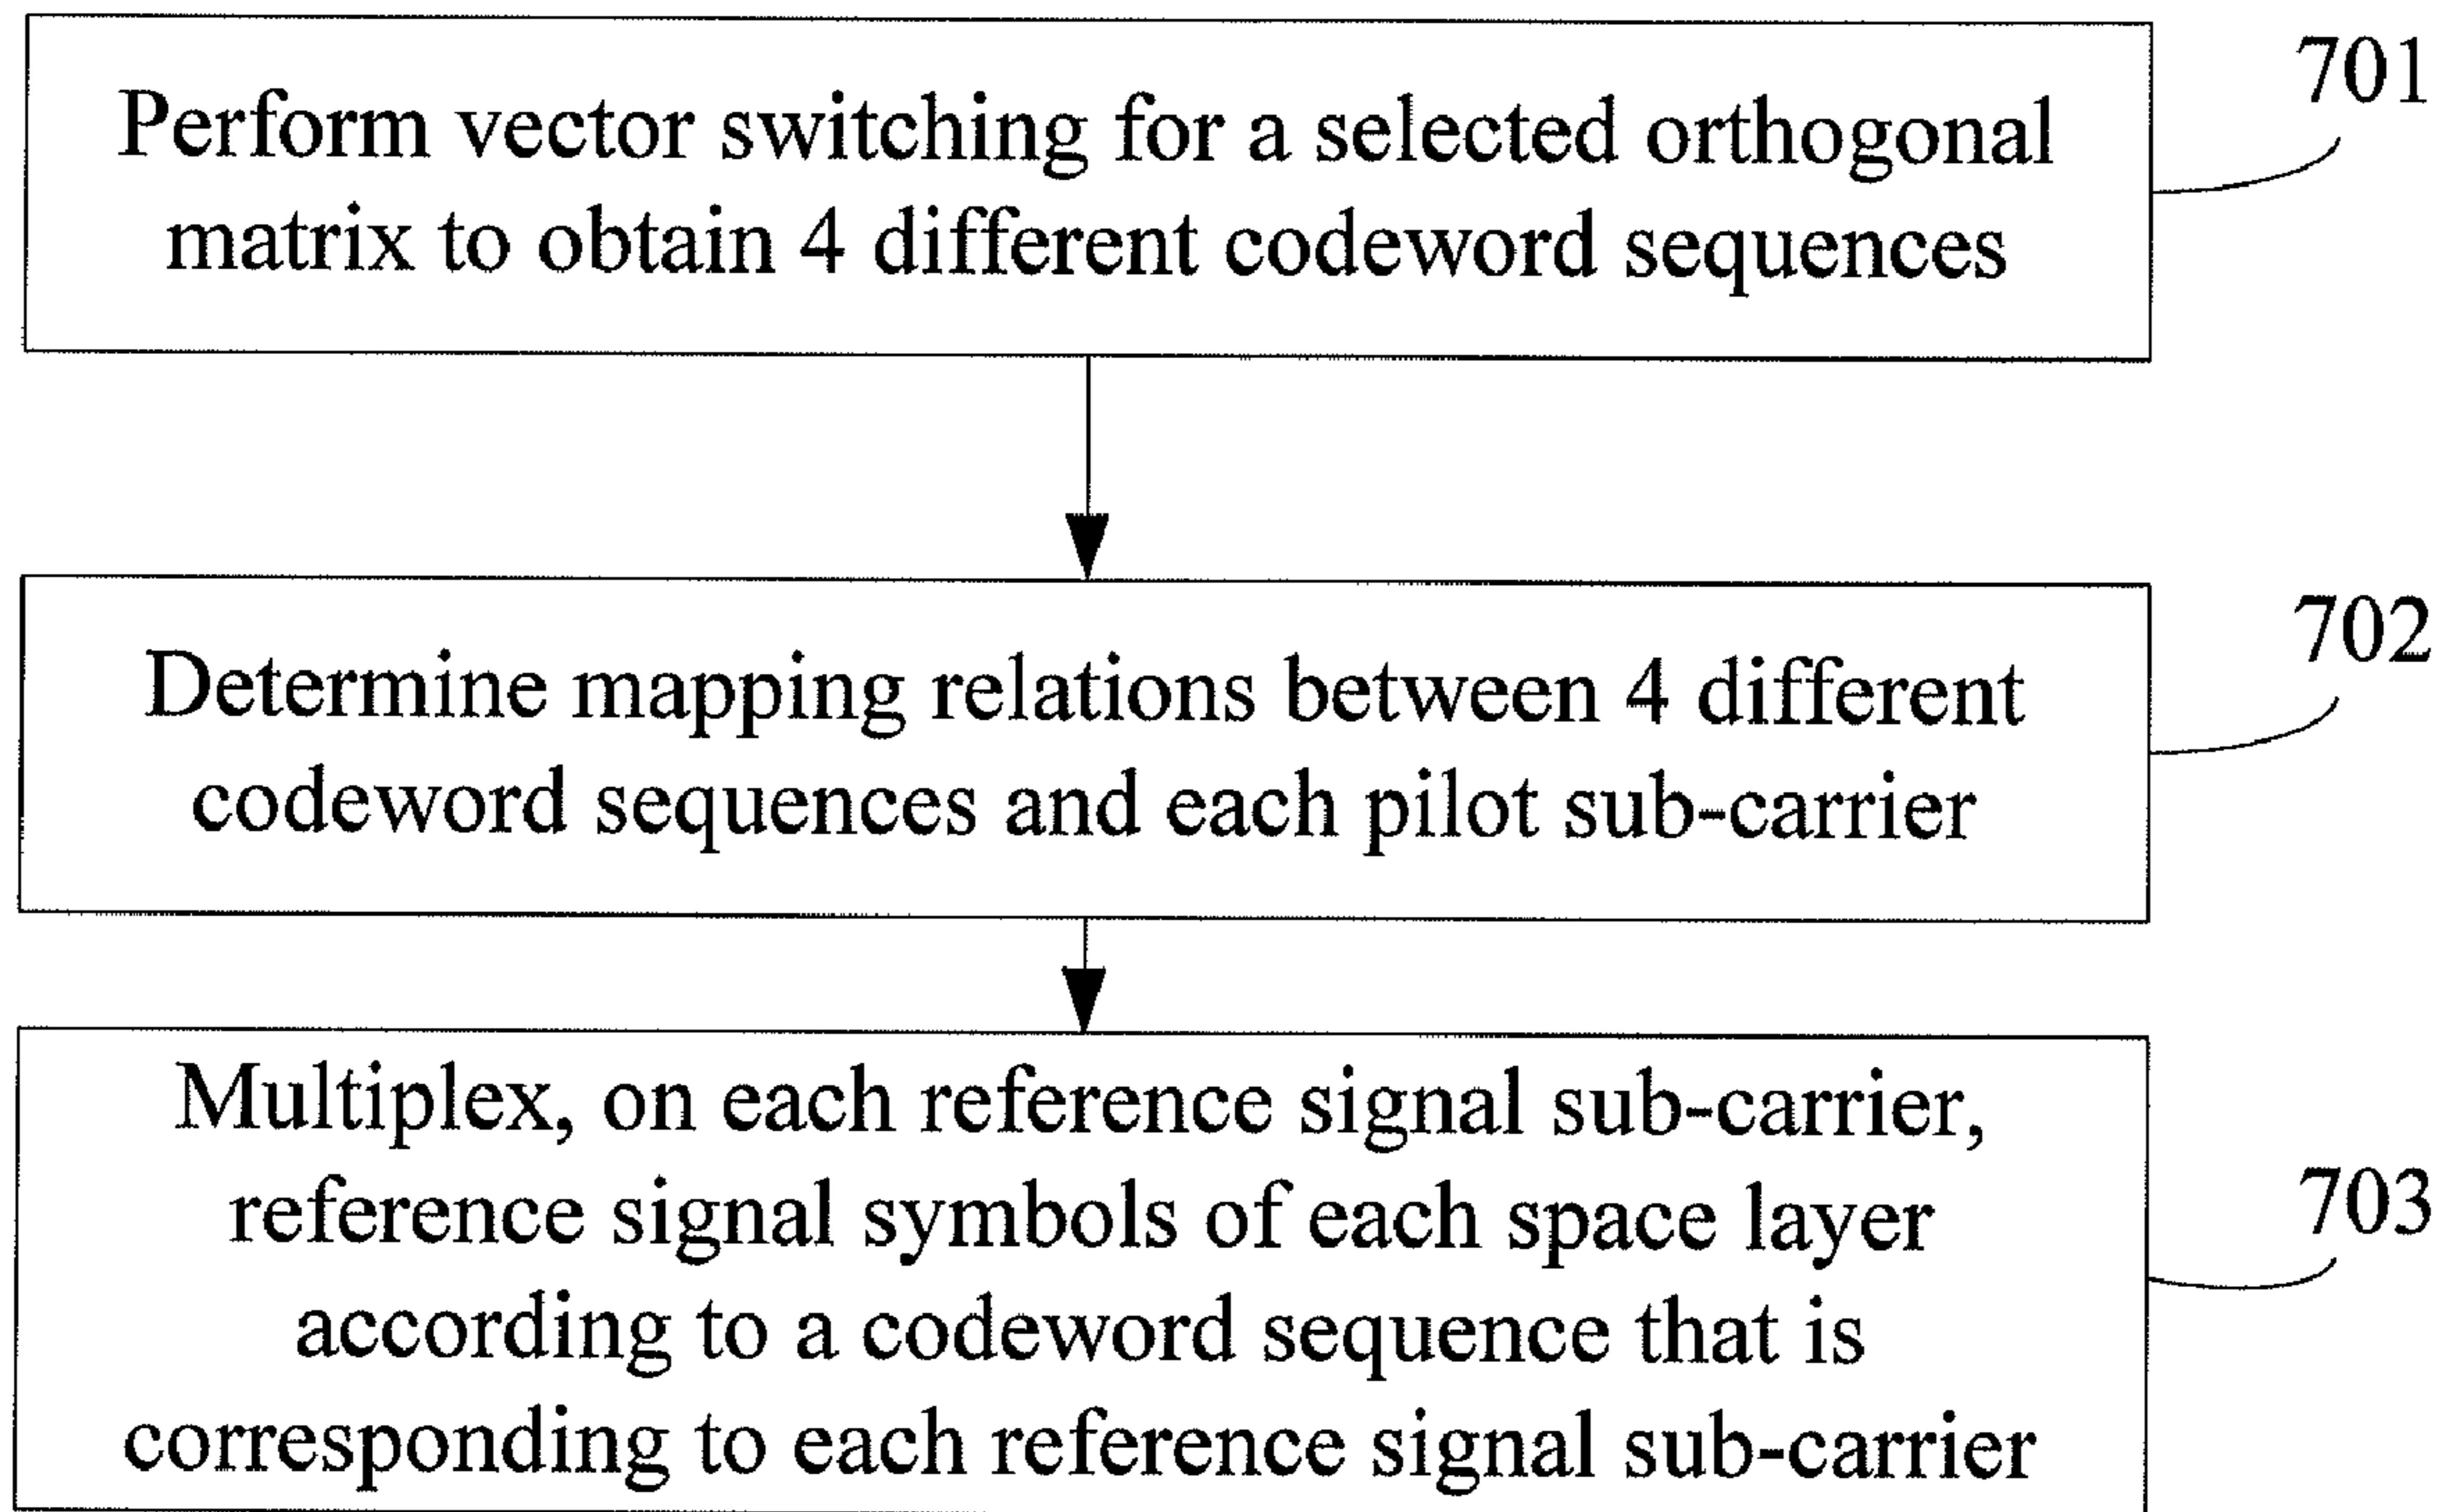 Perform vector switching for a selected orthogonal
matrix to obtain 4 different codeword sequences
701
Determine mapping relations between 4 different
codeword sequences and each pilot sub-carrier
702
Multiplex, on each reference signal sub-carrier,
reference signal symbols of each space layer
according to a codeword sequence that is
corresponding to each reference signal sub-carrier
703